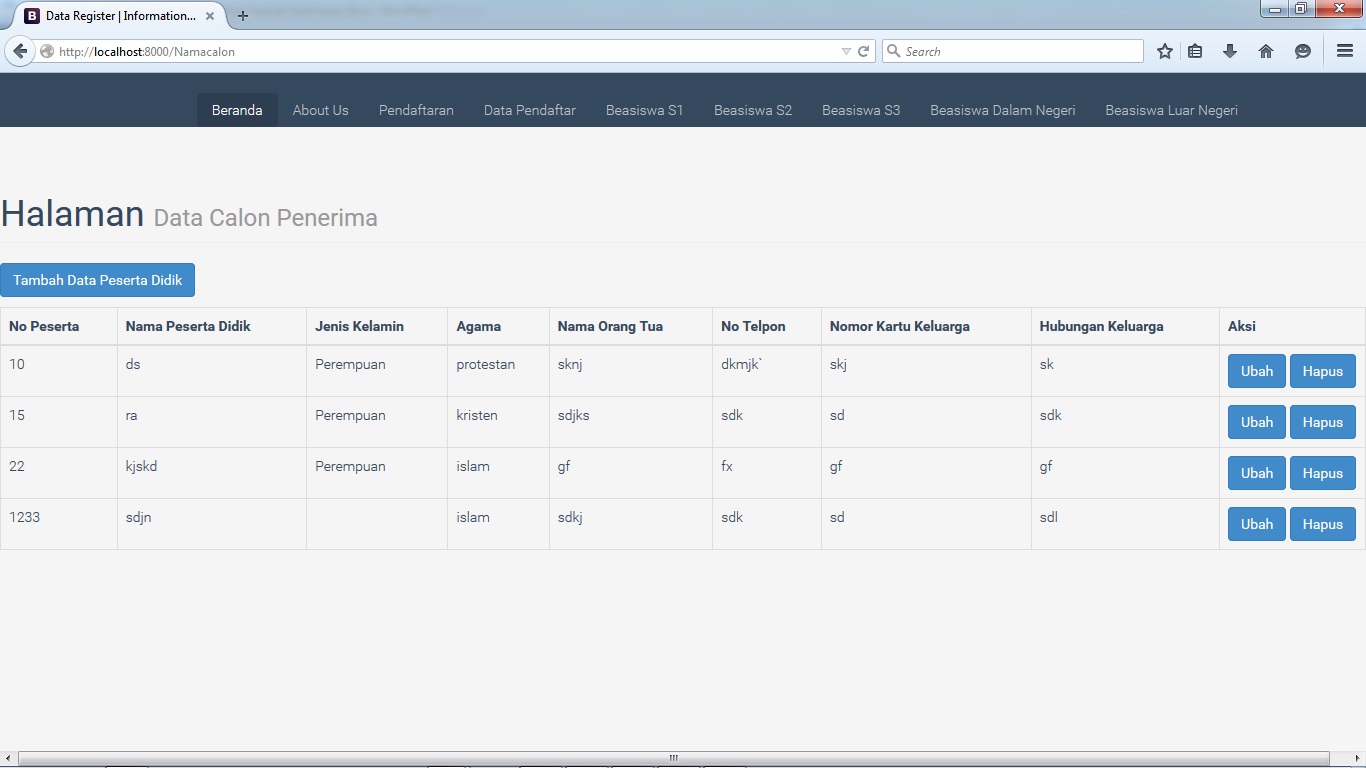 Data Register | Information...
http://localhost:8000/Namacalon
Search
Beranda About Us Pendaftaran Data Pendaftar Beasiswa S1 Beasiswa S2 Beasiswa S3 Beasiswa Dalam Negeri Beasiswa Luar Negeri
Halaman Data Calon Penerima
Tambah Data Peserta Didik
No Peserta Nama Peserta Didik Jenis Kelamin Agama Nama Orang Tua No Telpon Nomor Kartu Keluarga Hubungan Keluarga Aksi
10 ds Perempuan protestan sknj dkmjk` skj sk Ubah Hapus
15 ra Perempuan kristen sdjks sdk sd sdk Ubah Hapus
22 kjskd Perempuan islam gf fx gf gf Ubah Hapus
1233 sdjn islam sdkj sdk sd sdl Ubah Hapus